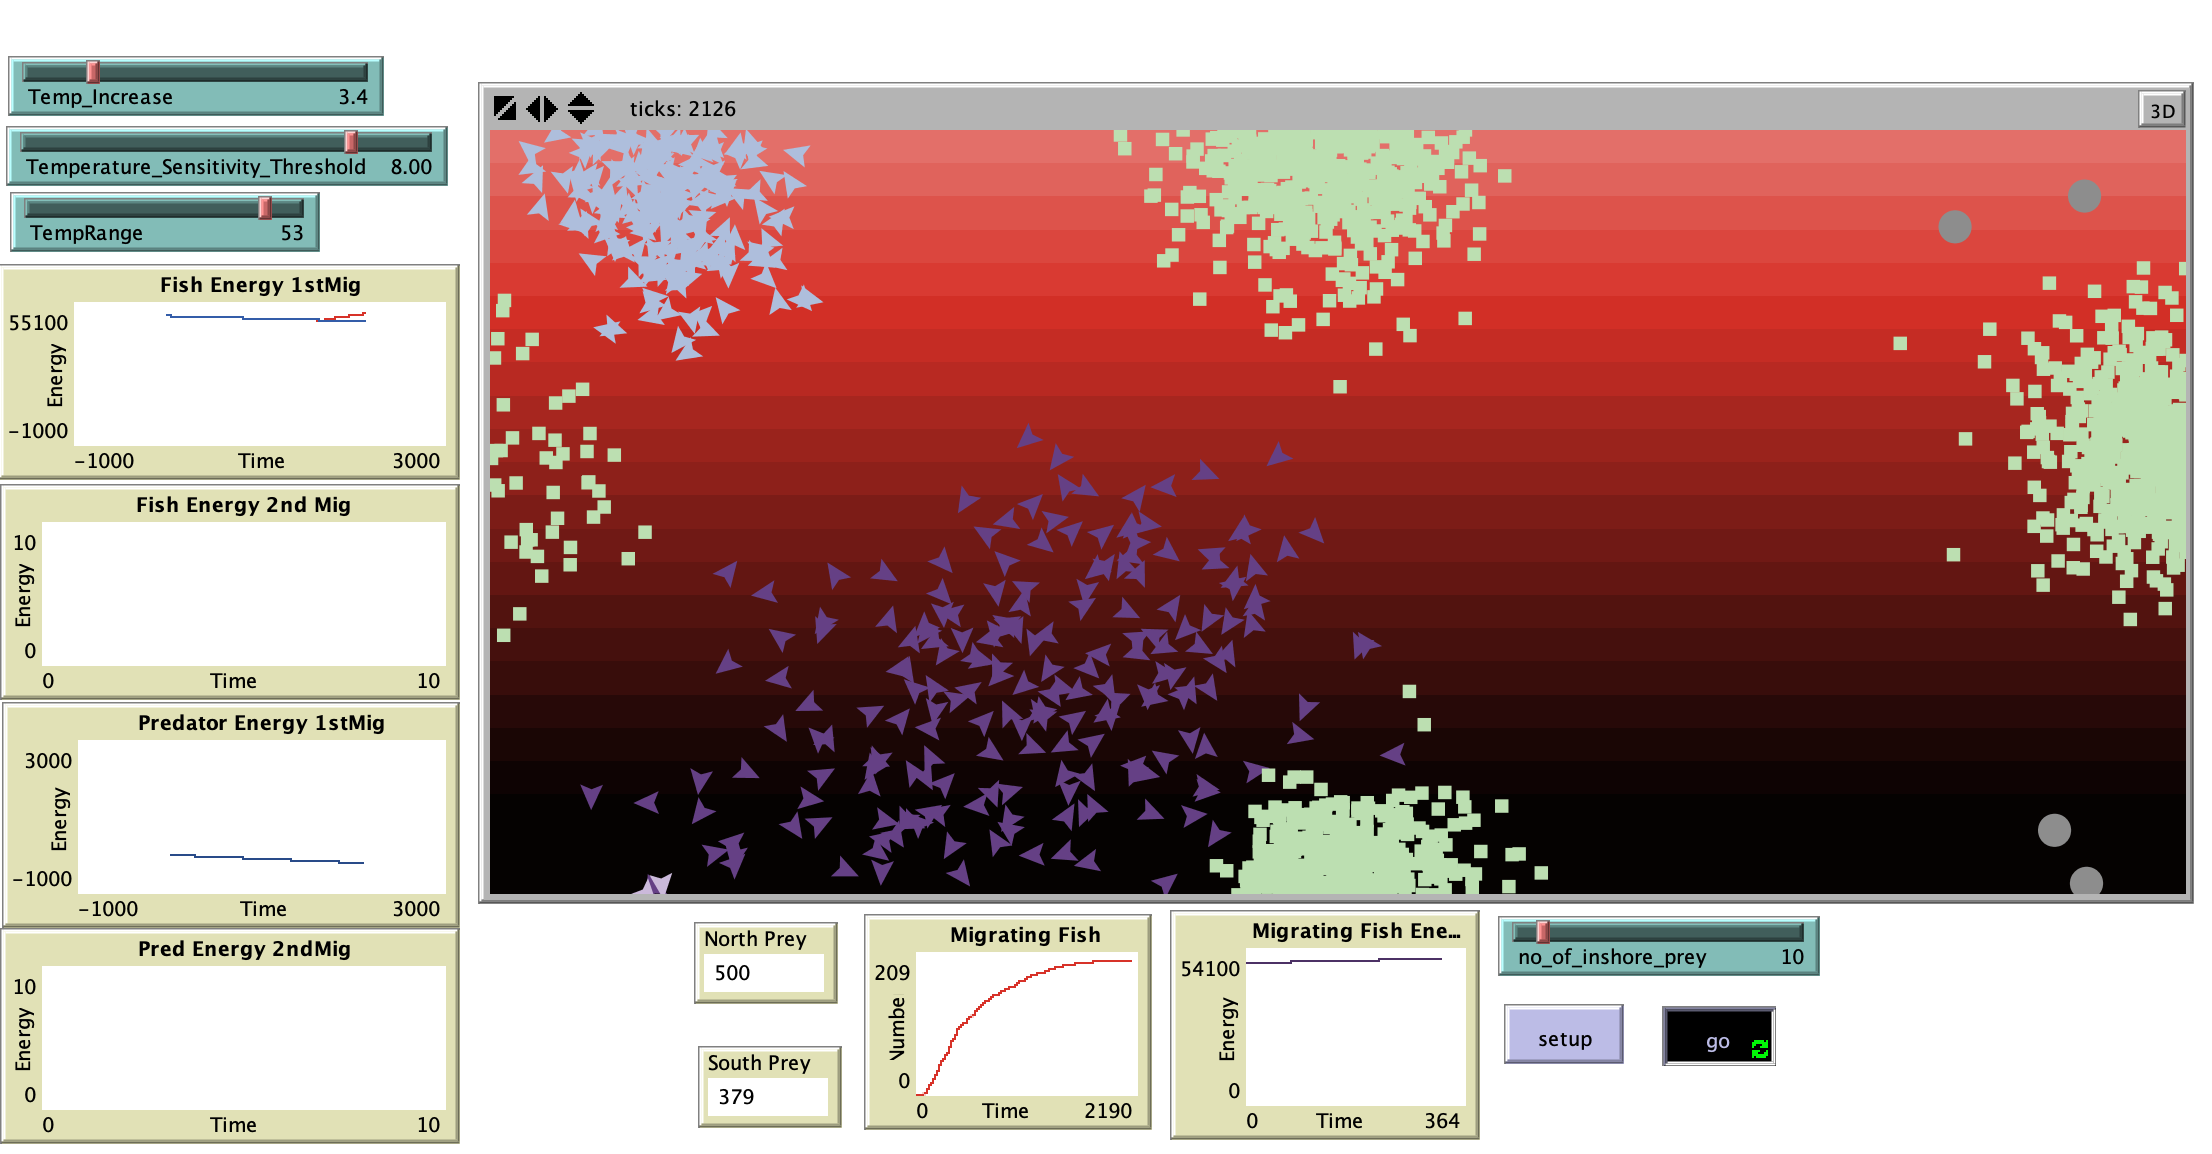 Temp_Increase 3.4
Temperature_Sensitivity_Threshold 8.00
TempRange 53
Fish Energy 1stMig
55100
Energy
-1000
-1000 Time 3000
Fish Energy 2nd Mig
10
Energy
0
0 Time 10
Predator Energy 1stMig
3000
Energy
-1000
-1000 Time 3000
Pred Energy 2ndMig
10
Energy
0
0 Time 10
ticks: 2126
3D
North Prey
500
South Prey
379
Migrating Fish
209
Numbe
0
0 Time 2190
Migrating Fish Ene...
54100
Energy
0
0 Time 364
no_of_inshore_prey 10
setup
go